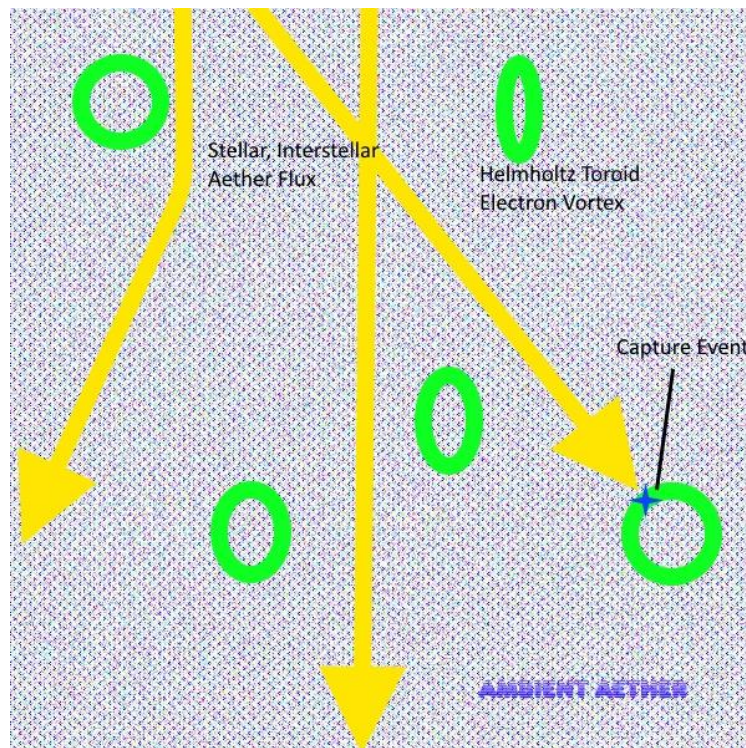 Stellar, Interstellar
Aether Flux
Helmholtz Toroid
Electron Vortex
Capture Event
AMBIENT AETHER